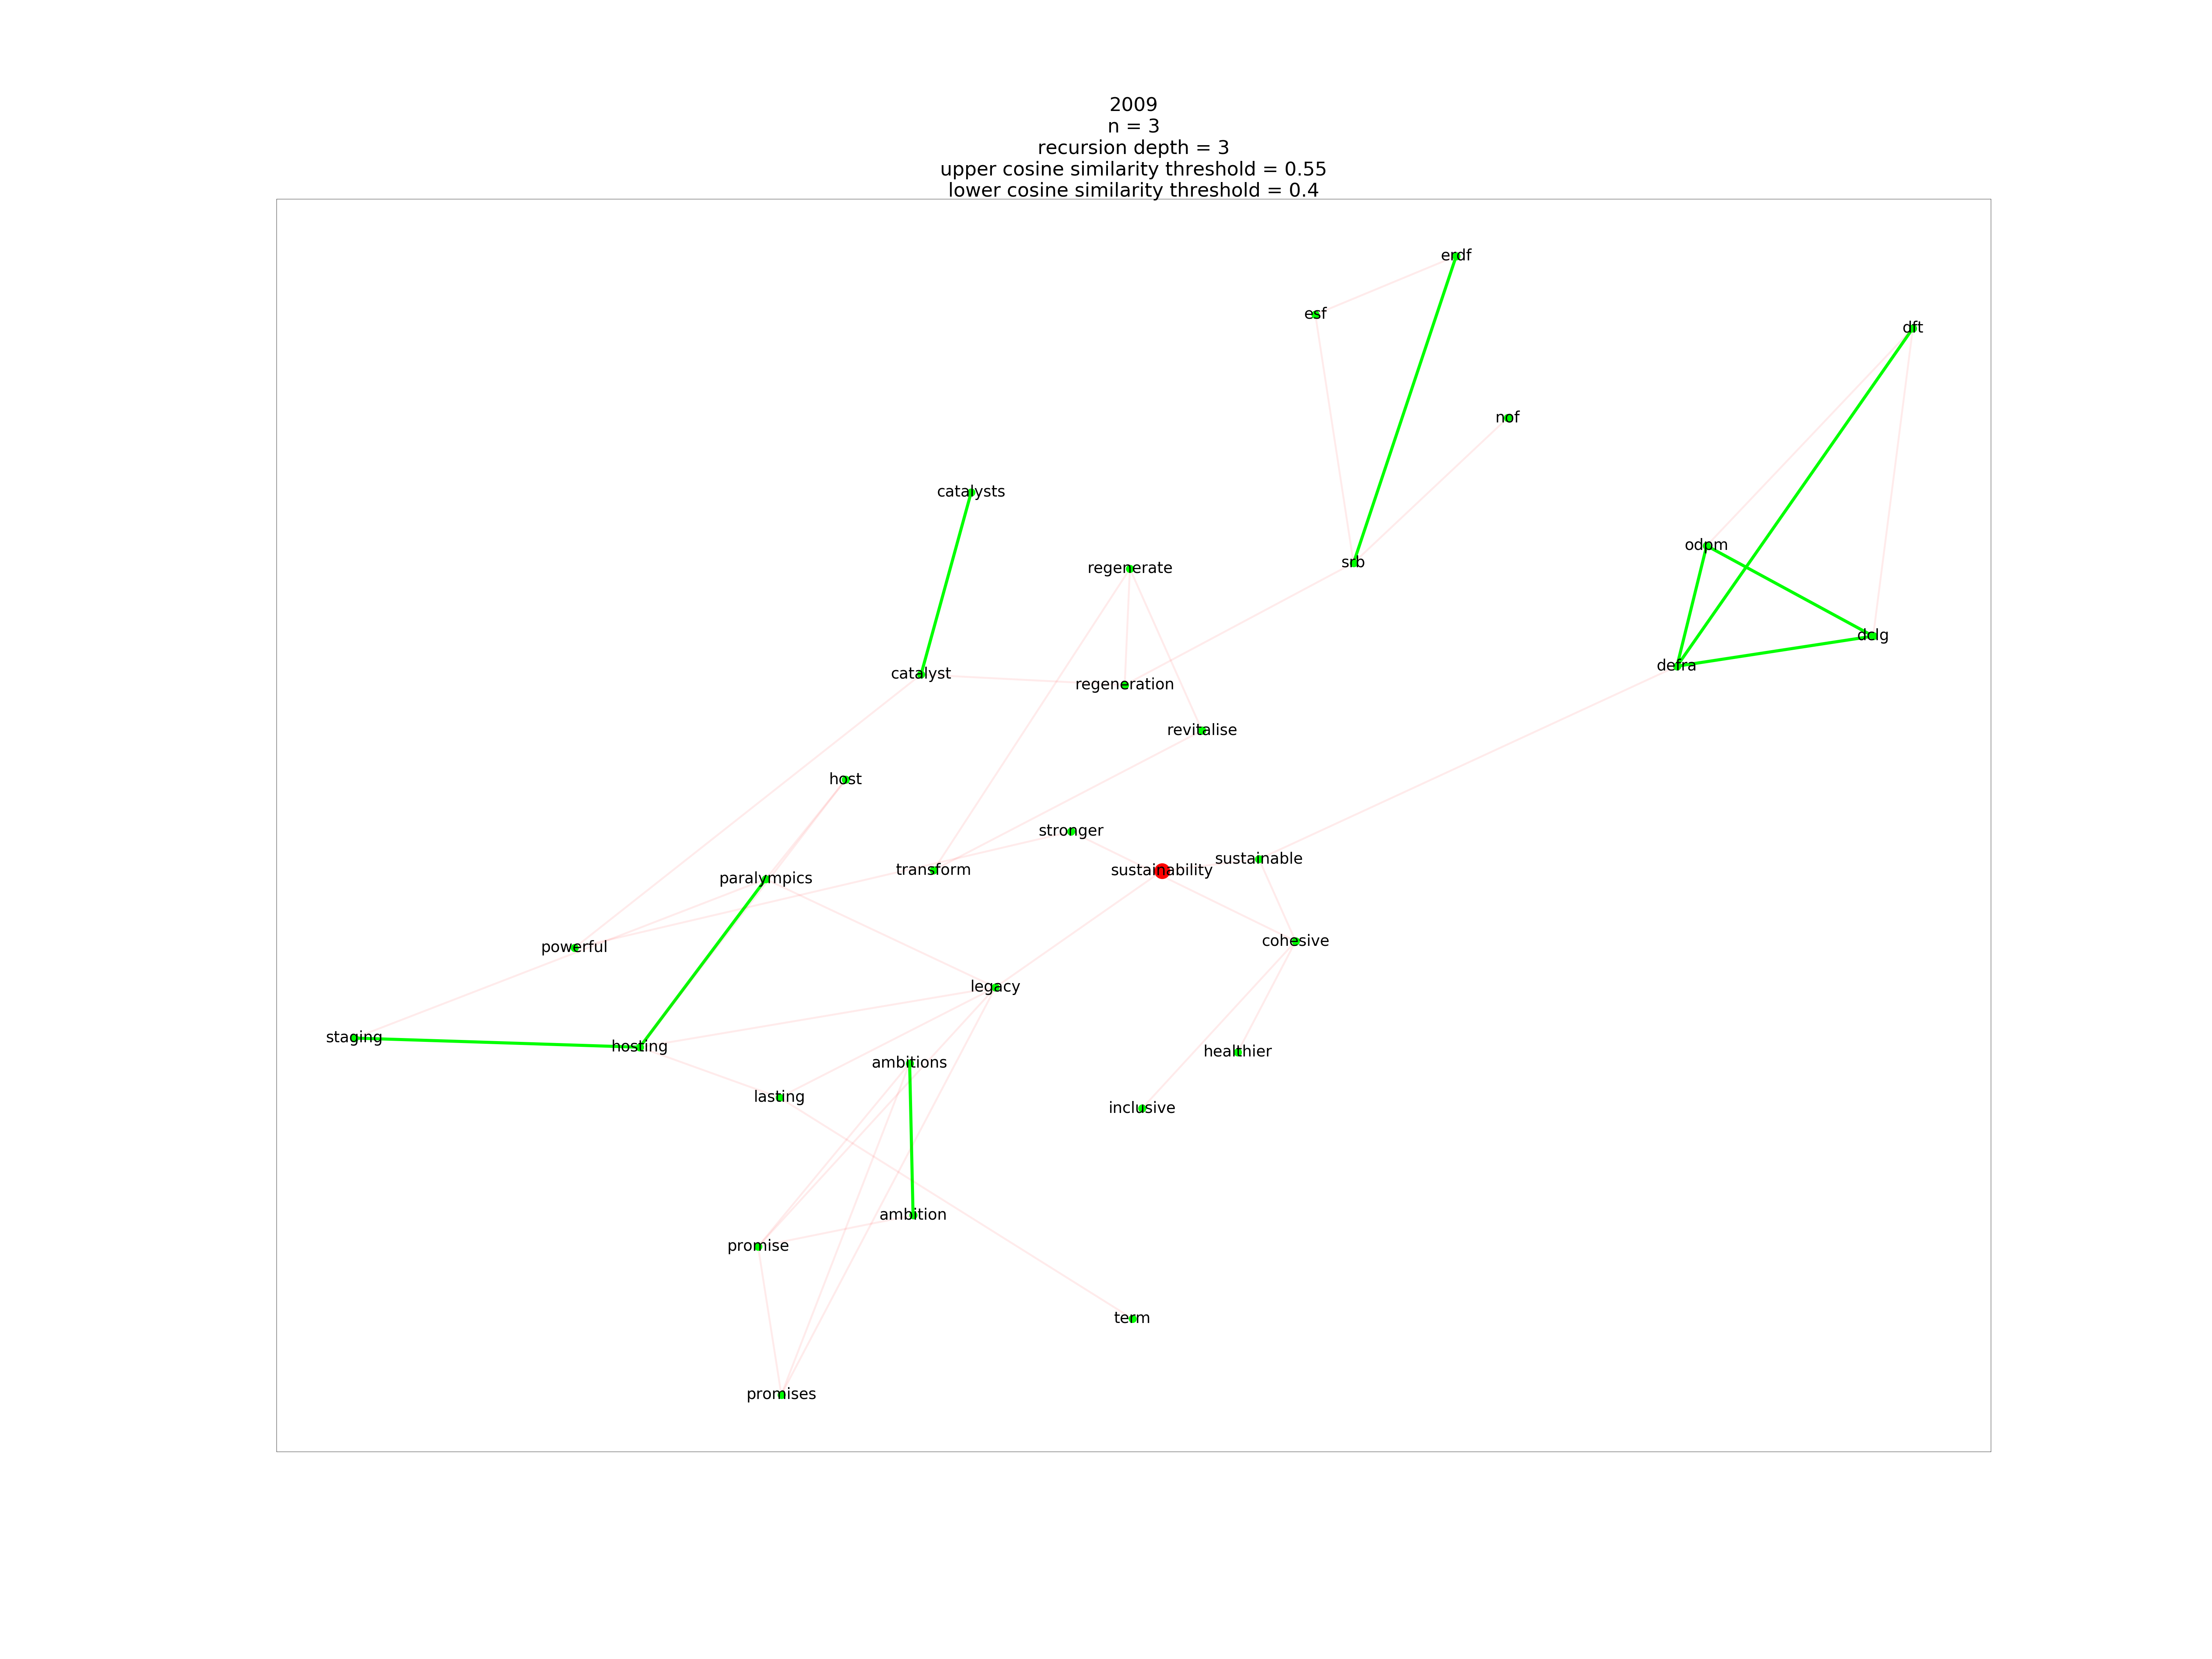 2009
n = 3
recursion depth = 3
upper cosine similarity threshold = 0.55
lower cosine similarity threshold = 0.4
erdf
esf
dft
nof
catalysts
odpm
srb
regenerate
dclg
defra
catalyst
regeneration
revitalise
host
stronger
sustainable
transform
sustainability
paralympics
cohesive
powerful
legacy
staging
hosting
healthier
ambitions
lasting
inclusive
ambition
promise
term
promises